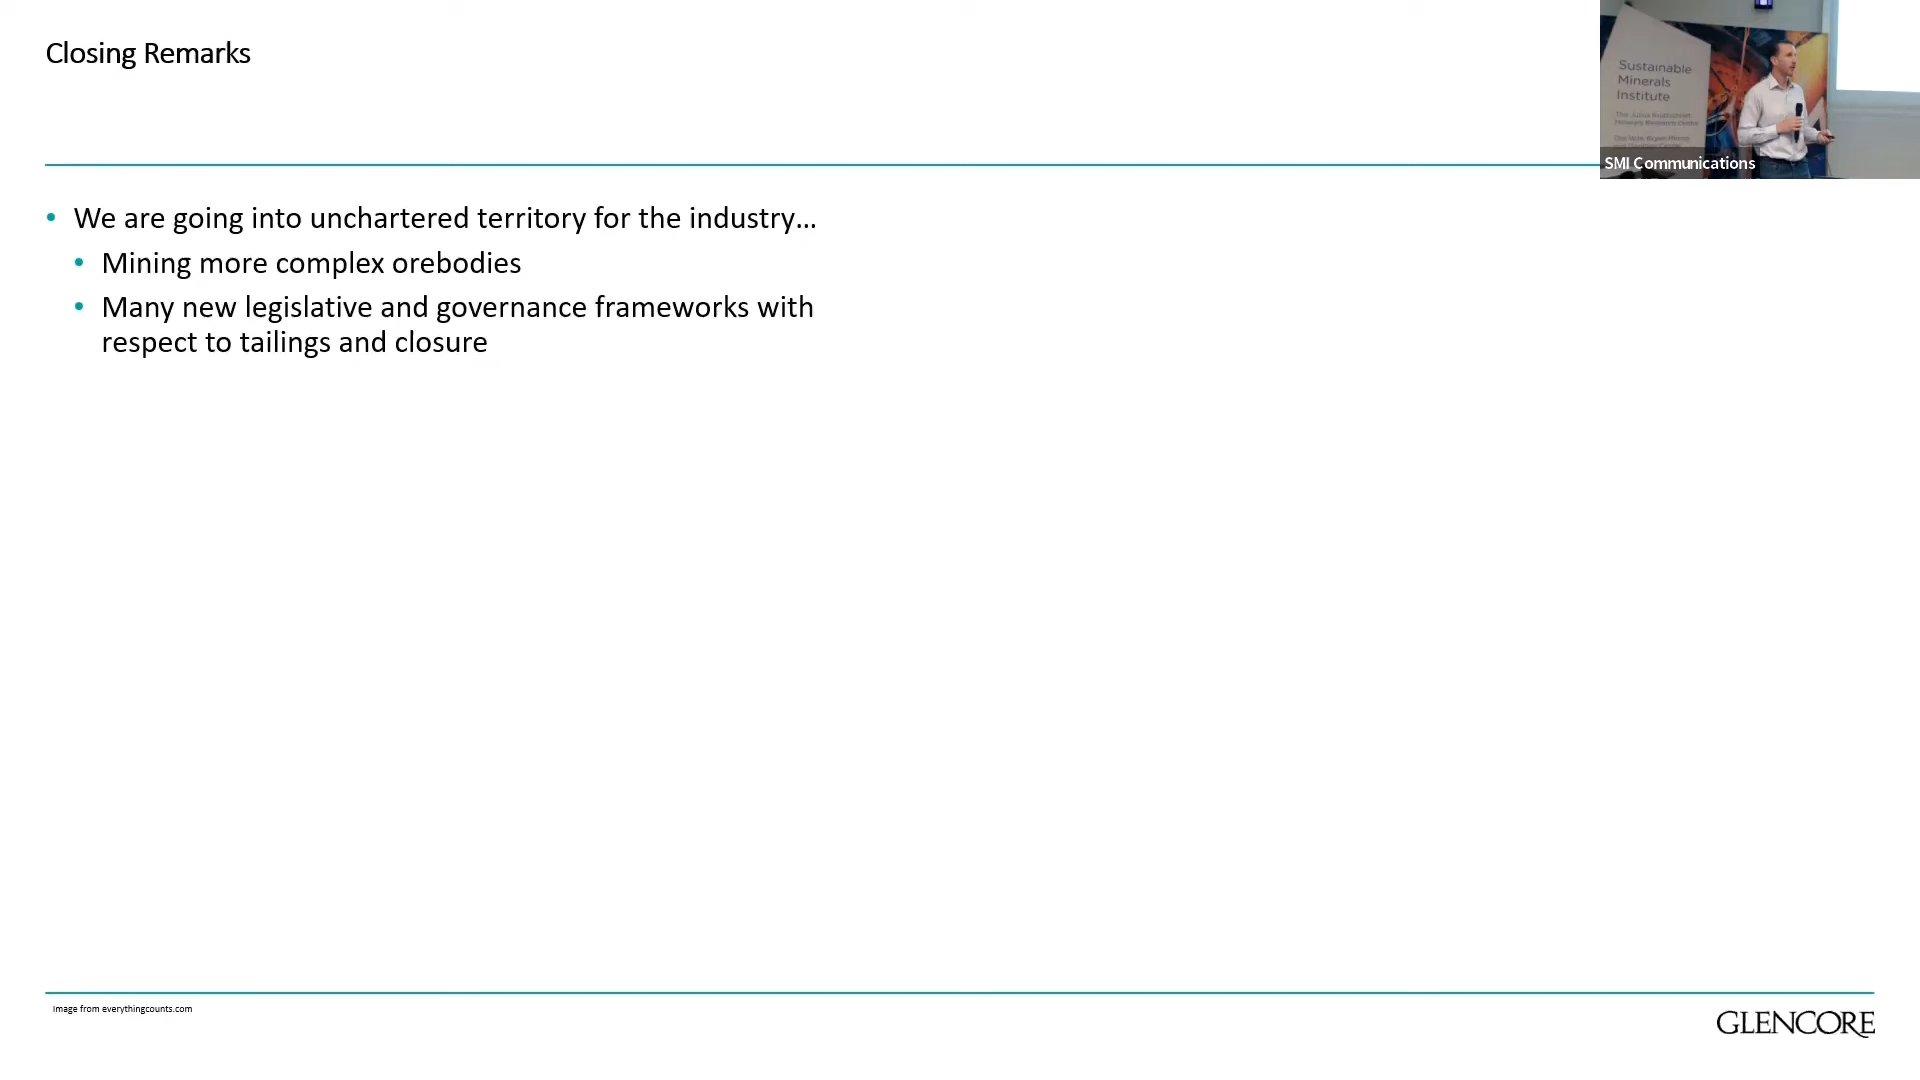 Closing Remarks
Sustainable
Minerals
Institute
SMI Communications
• We are going into unchartered territory for the industry…
• Mining more complex orebodies
• Many new legislative and governance frameworks with
respect to tailings and closure
Image from everythingcounts.com
GLENCORE